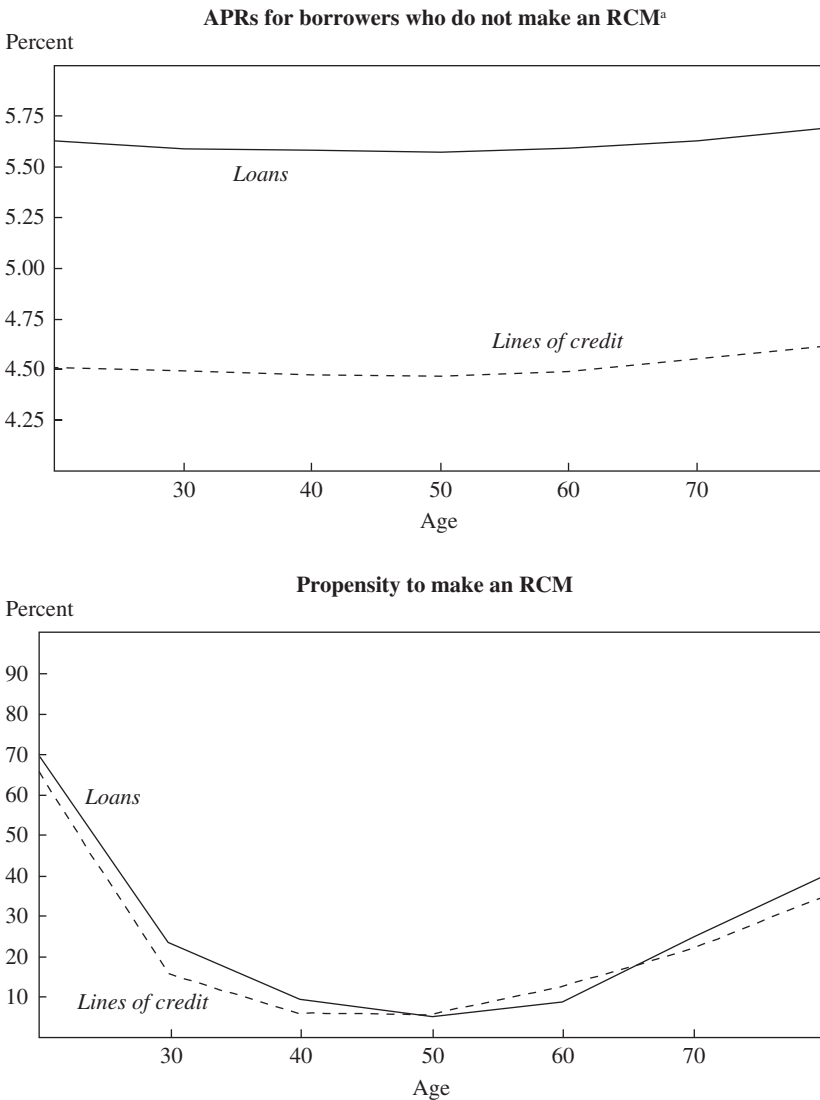 APRs for borrowers who do not make an RCMᵃ
Percent
5.75
5.50
Loans
5.25
5.00
4.75
Lines of credit
4.50
4.25
30 40 50 60 70
Age
Propensity to make an RCM
Percent
90
80
70
60
Loans
50
40
30
20
10
Lines of credit
30 40 50 60 70
Age